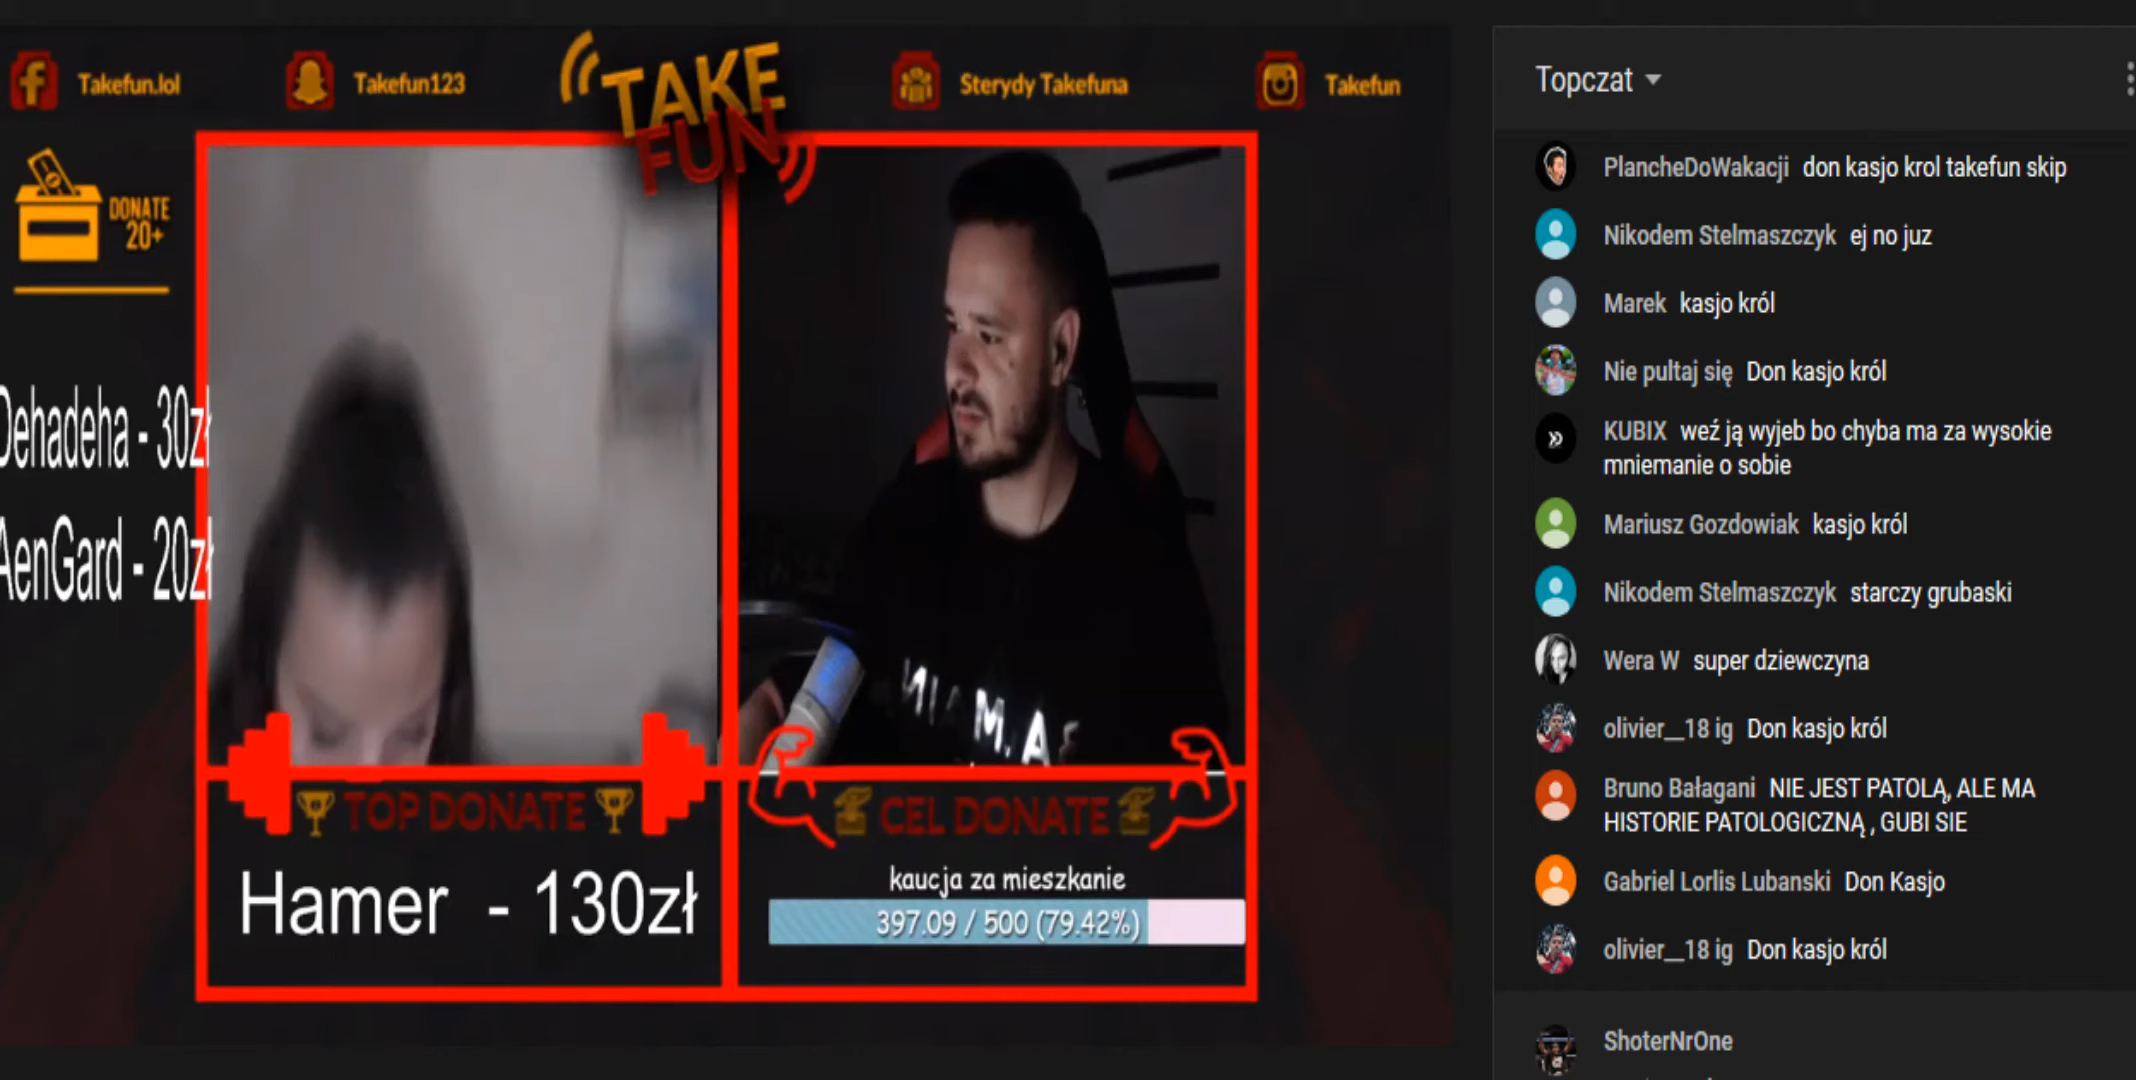 Takefun.lol
Takefun123
TAKE
FUN
Sterydy Takefuna
Takefun
DONATE
20+
Dehadeha - 30zł
AenGard - 20zł
M.A
TOP DONATE
Hamer - 130zł
CEL DONATE
kaucja za mieszkanie
397.09 / 500 (79.42%)
Topczat
PlancheDoWakacji don kasjo krol takefun skip
Nikodem Stelmaszczyk ej no juz
Marek kasjo król
Nie pultaj się Don kasjo król
KUBIX weź ją wyjeb bo chyba ma za wysokie
mniemanie o sobie
Mariusz Gozdowiak kasjo król
Nikodem Stelmaszczyk starczy grubaski
Wera W super dziewczyna
olivier__18 ig Don kasjo król
Bruno Bałagani NIE JEST PATOLĄ, ALE MA
HISTORIE PATOLOGICZNĄ , GUBI SIE
Gabriel Lorlis Lubanski Don Kasjo
olivier__18 ig Don kasjo król
ShoterNrOne